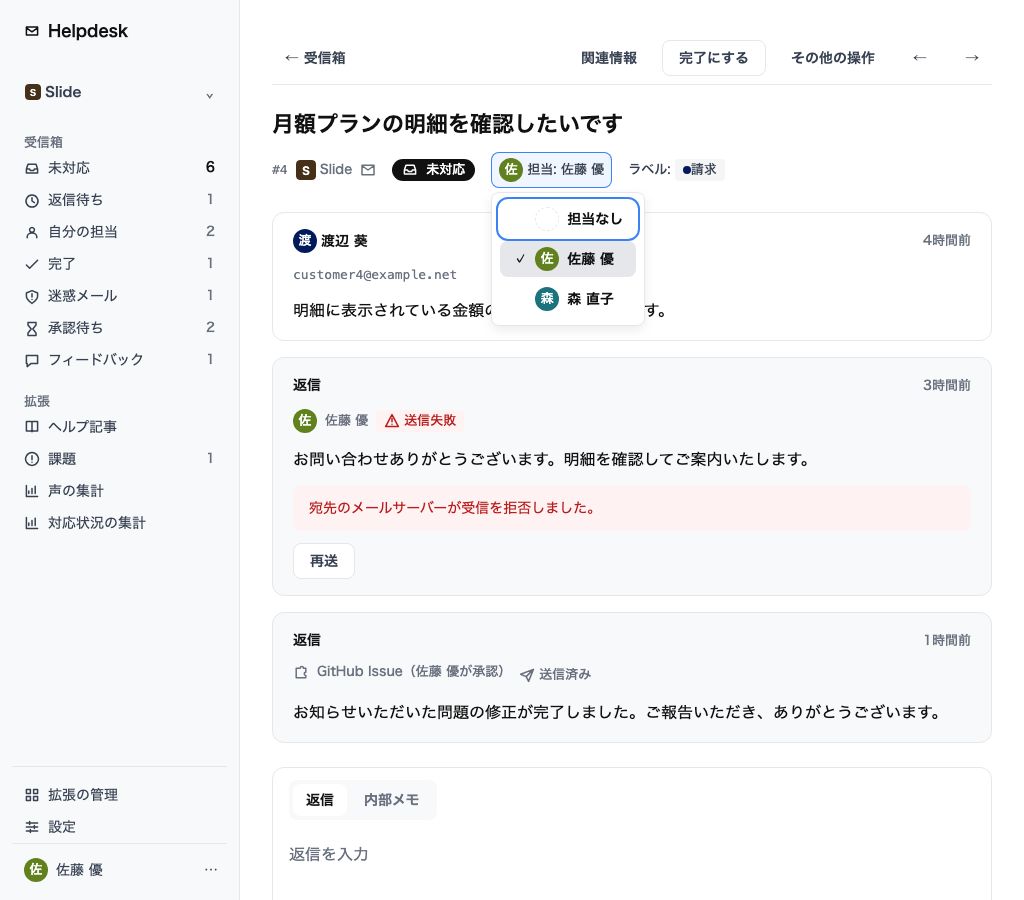 Helpdesk
S Slide
受信箱
未対応 6
返信待ち 1
自分の担当 2
完了 1
迷惑メール 1
承認待ち 2
フィードバック 1
拡張
ヘルプ記事
課題 1
声の集計
対応状況の集計
拡張の管理
設定
佐 佐藤 優 …
← 受信箱 関連情報 完了にする その他の操作 ← →
月額プランの明細を確認したいです
#4 S Slide 未対応 佐 担当: 佐藤 優 ラベル: 請求
担当なし
✓ 佐 佐藤 優
森 森 直子
渡 渡辺 葵 4時間前
customer4@example.net
明細に表示されている金額 す。
返信 3時間前
佐 佐藤 優 送信失敗
お問い合わせありがとうございます。明細を確認してご案内いたします。
宛先のメールサーバーが受信を拒否しました。
再送
返信 1時間前
GitHub Issue（佐藤 優が承認） 送信済み
お知らせいただいた問題の修正が完了しました。ご報告いただき、ありがとうございます。
返信 内部メモ
返信を入力